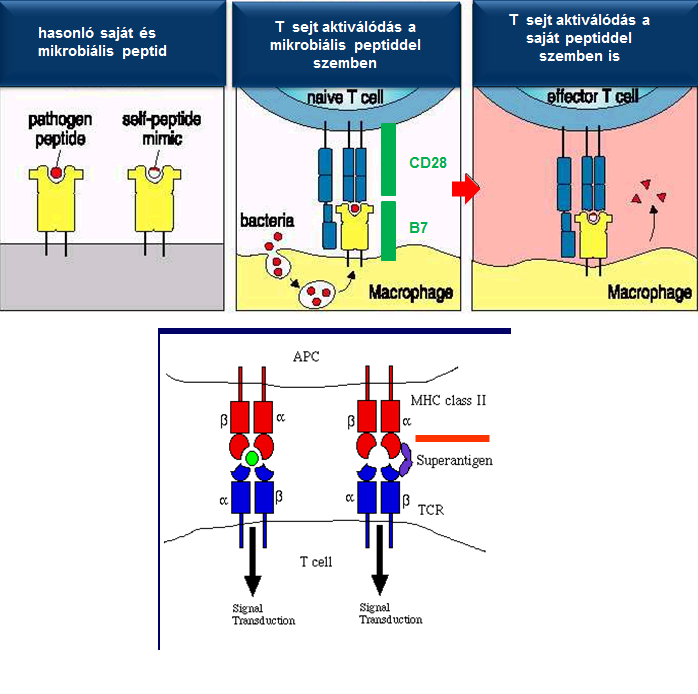 hasonló saját és
mikrobiális peptid
T sejt aktiválódás a
mikrobiális peptiddel
szemben
T sejt aktiválódás a
saját peptiddel
szemben is
pathogen
peptide
self-peptide
mimic
naive T cell
CD28
B7
bacteria
Macrophage
effector T cell
Macrophage
APC
MHC class II
β
α
β
α
Superantigen
α
β
α
β
TCR
T cell
Signal
Transduction
Signal
Transduction